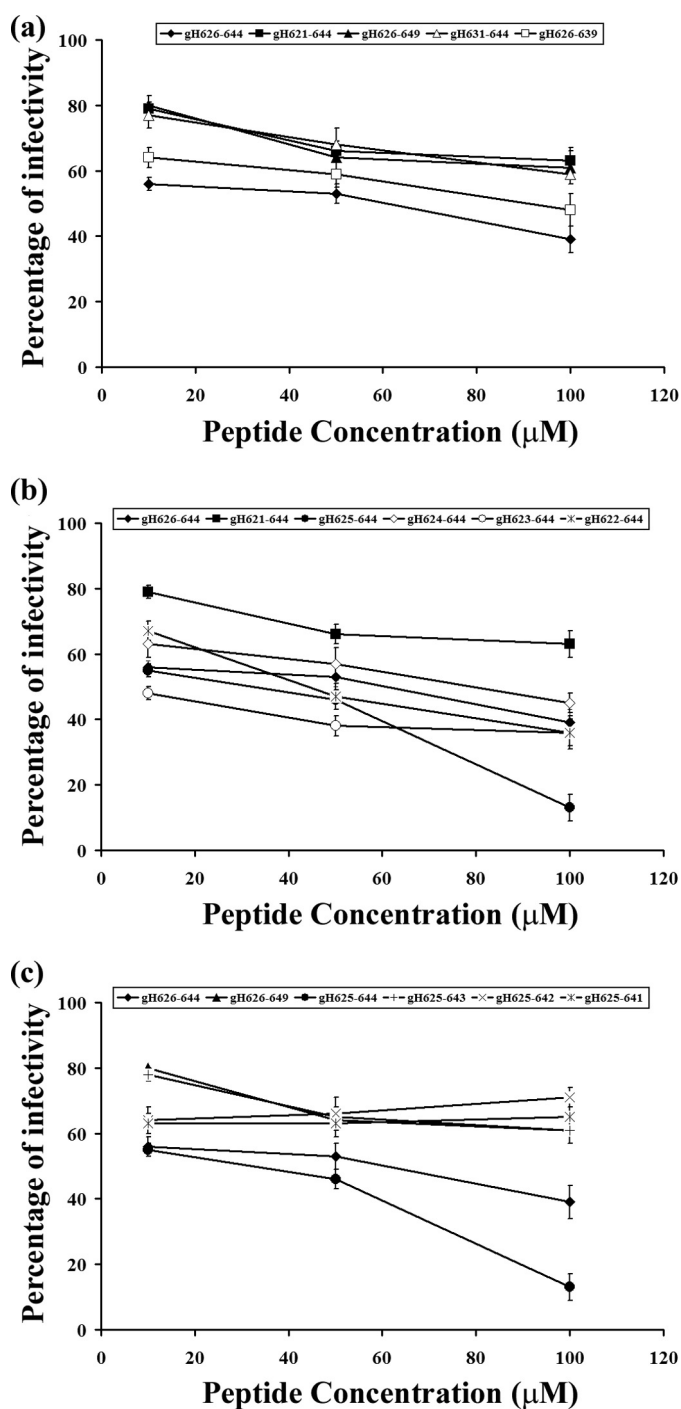 (a)
gH626-644 gH621-644 gH626-649 gH631-644 gH626-639
100
80
60
40
20
0
Percentage of infectivity
0 20 40 60 80 100 120
Peptide Concentration (μM)
(b)
gH626-644 gH621-644 gH625-644 gH624-644 gH623-644 gH622-644
100
80
60
40
20
0
Percentage of infectivity
0 20 40 60 80 100 120
Peptide Concentration (μM)
(c)
gH626-644 gH626-649 gH625-644 gH625-643 gH625-642 gH625-641
100
80
60
40
20
0
Percentage of infectivity
0 20 40 60 80 100 120
Peptide Concentration (μM)